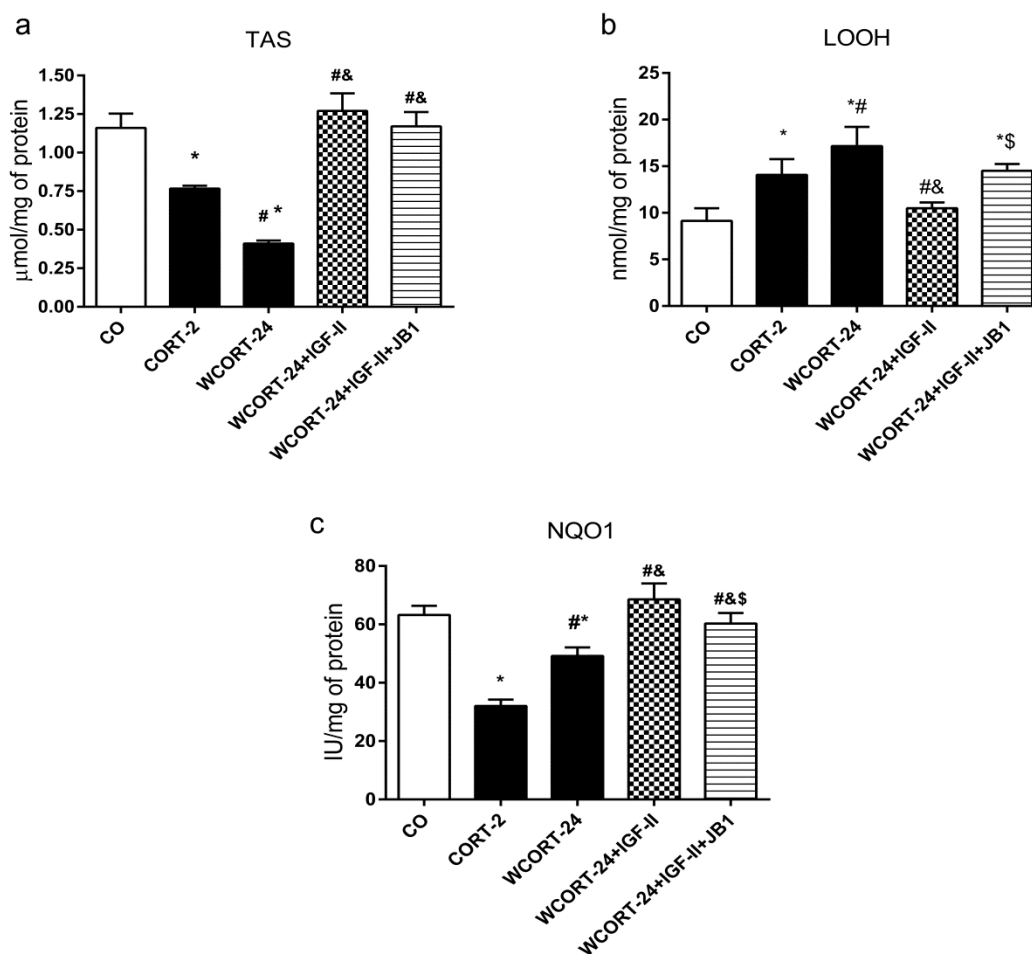 a
TAS
μmol/mg of protein
1.50
1.25
1.00
0.75
0.50
0.25
0.00
*
# *
#&
#&
CO
CORT-2
WCORT-24
WCORT-24+IGF-II
WCORT-24+IGF-II+JB1
b
LOOH
nmol/mg of protein
25
20
15
10
5
0
*
*#
#&
*$
CO
CORT-2
WCORT-24
WCORT-24+IGF-II
WCORT-24+IGF-II+JB1
c
NQO1
IU/mg of protein
80
60
40
20
0
*
#*
#&
#&$
CO
CORT-2
WCORT-24
WCORT-24+IGF-II
WCORT-24+IGF-II+JB1